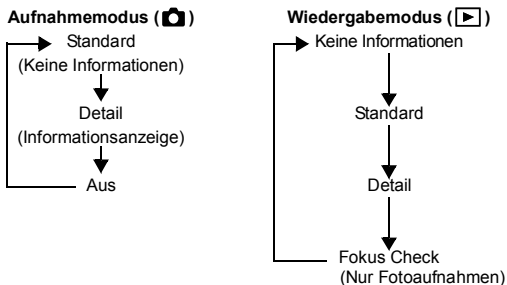 Aufnahmemodus ( )
Standard
(Keine Informationen)
Detail
(Informationsanzeige)
Aus
Wiedergabemodus ( )
Keine Informationen
Standard
Detail
Fokus Check
(Nur Fotoaufnahmen)